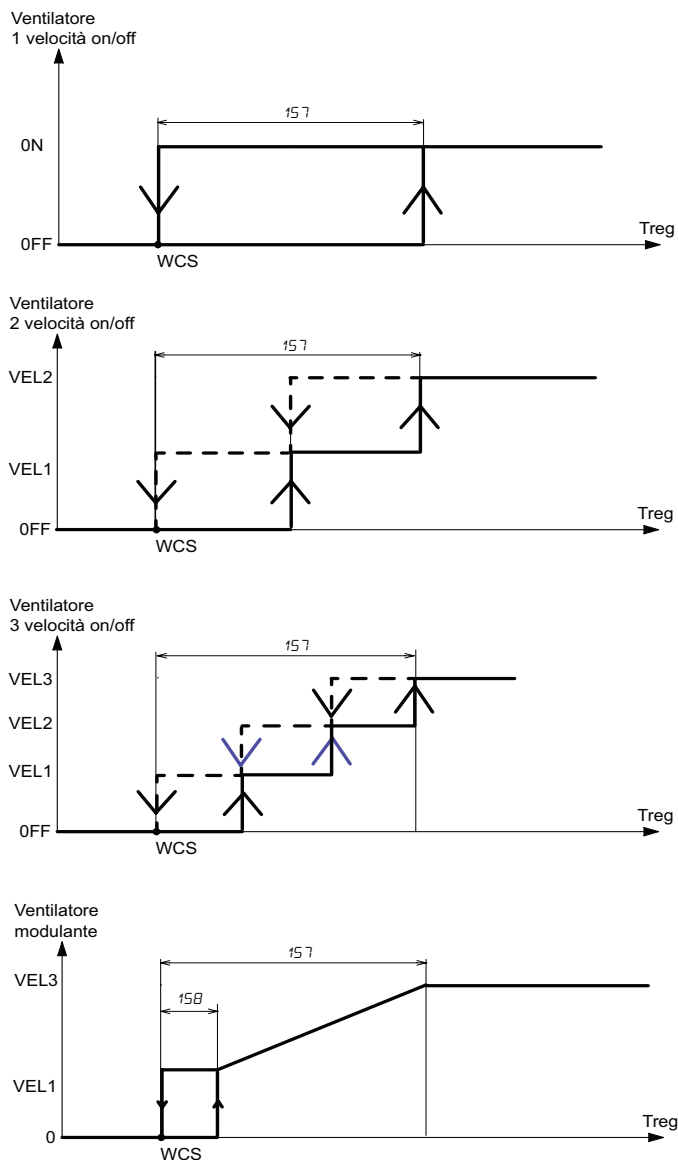 Ventilatore
1 velocità on/off
157
0N
0FF
Treg
WCS
Ventilatore
2 velocità on/off
157
VEL2
VEL1
0FF
Treg
WCS
Ventilatore
3 velocità on/off
157
VEL3
VEL2
VEL1
0FF
Treg
WCS
Ventilatore
modulante
157
VEL3
158
VEL1
0
Treg
WCS